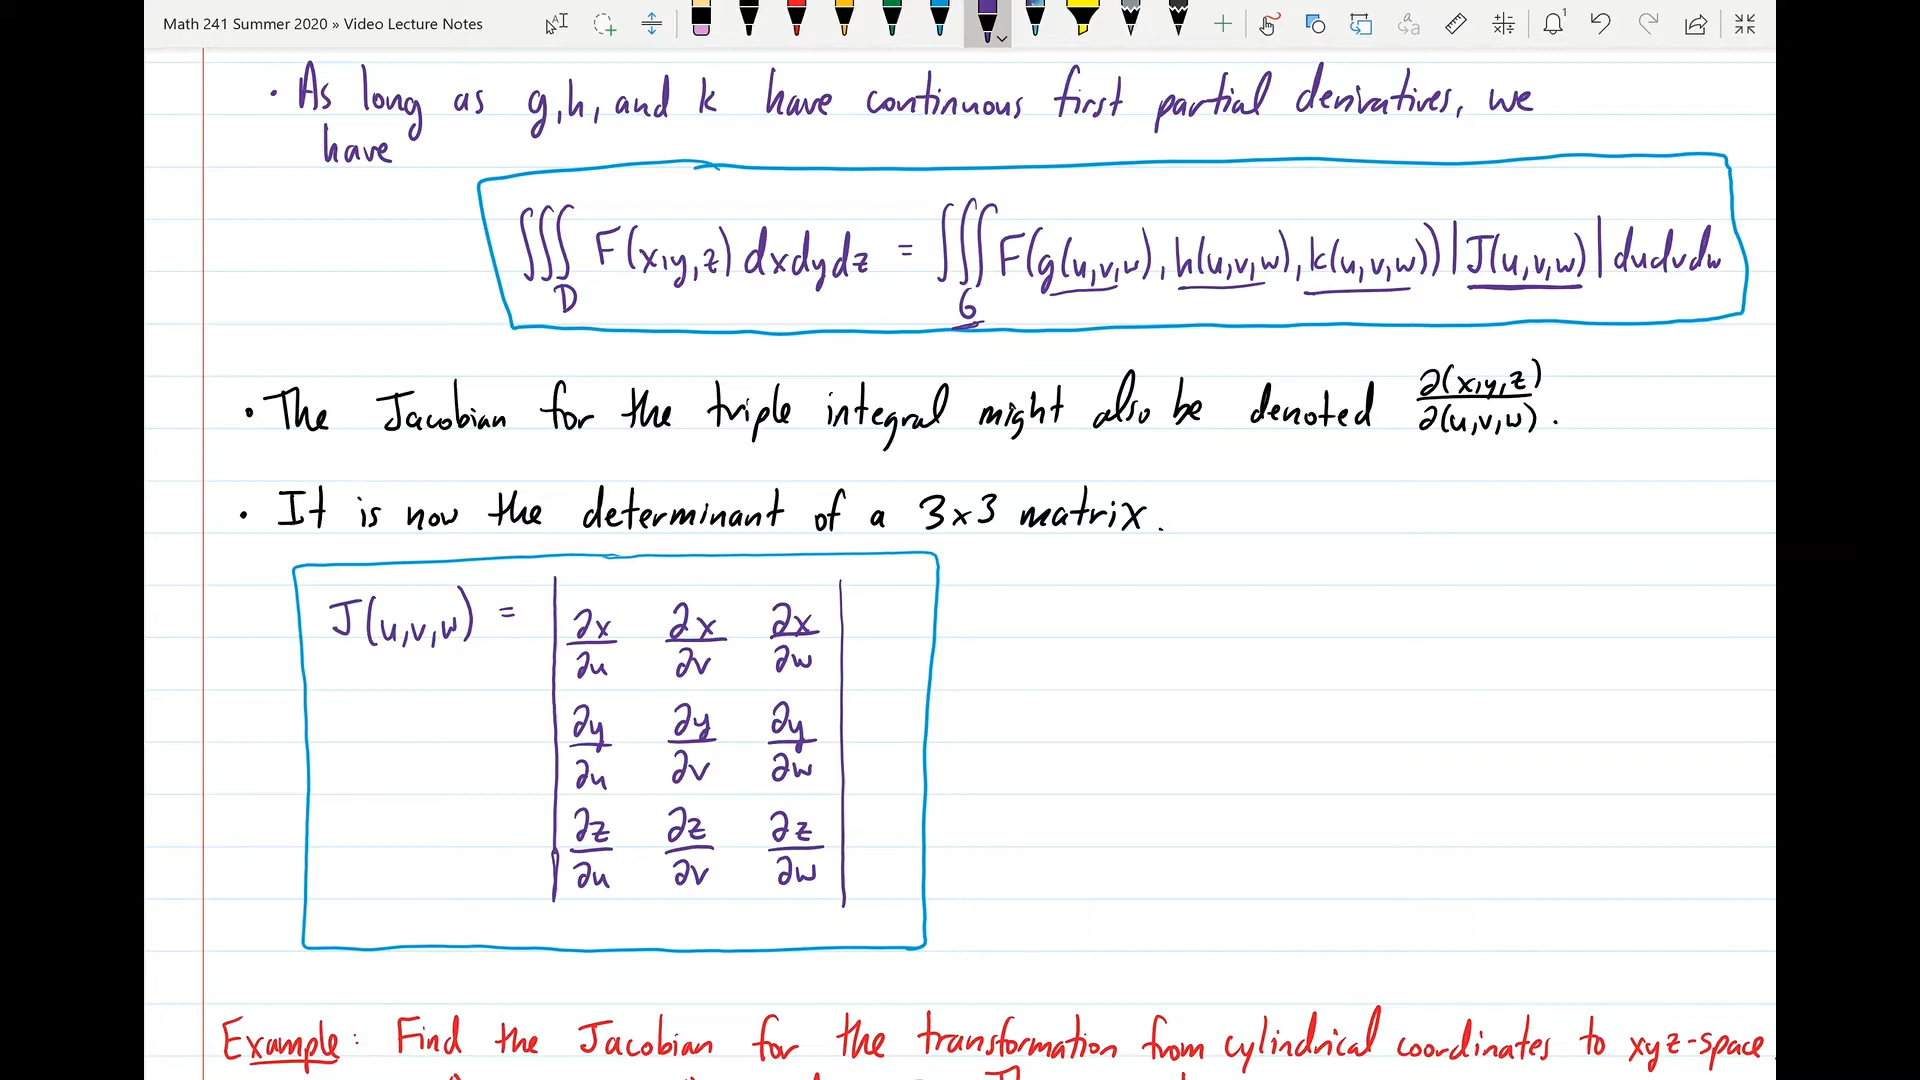 Math 241 Summer 2020 » Video Lecture Notes
• As long as g, h, and k have continuous first partial derivatives, we
have
∭_D F(x,y,z) dxdydz = ∭_G F(g(u,v,w), h(u,v,w), k(u,v,w)) |J(u,v,w)| dudvdw
• The Jacobian for the triple integral might also be denoted ∂(x,y,z)/∂(u,v,w).
• It is now the determinant of a 3×3 matrix.
J(u,v,w) = | ∂x/∂u ∂x/∂v ∂x/∂w |
| ∂y/∂u ∂y/∂v ∂y/∂w |
| ∂z/∂u ∂z/∂v ∂z/∂w |
Example: Find the Jacobian for the transformation from cylindrical coordinates to xyz-space